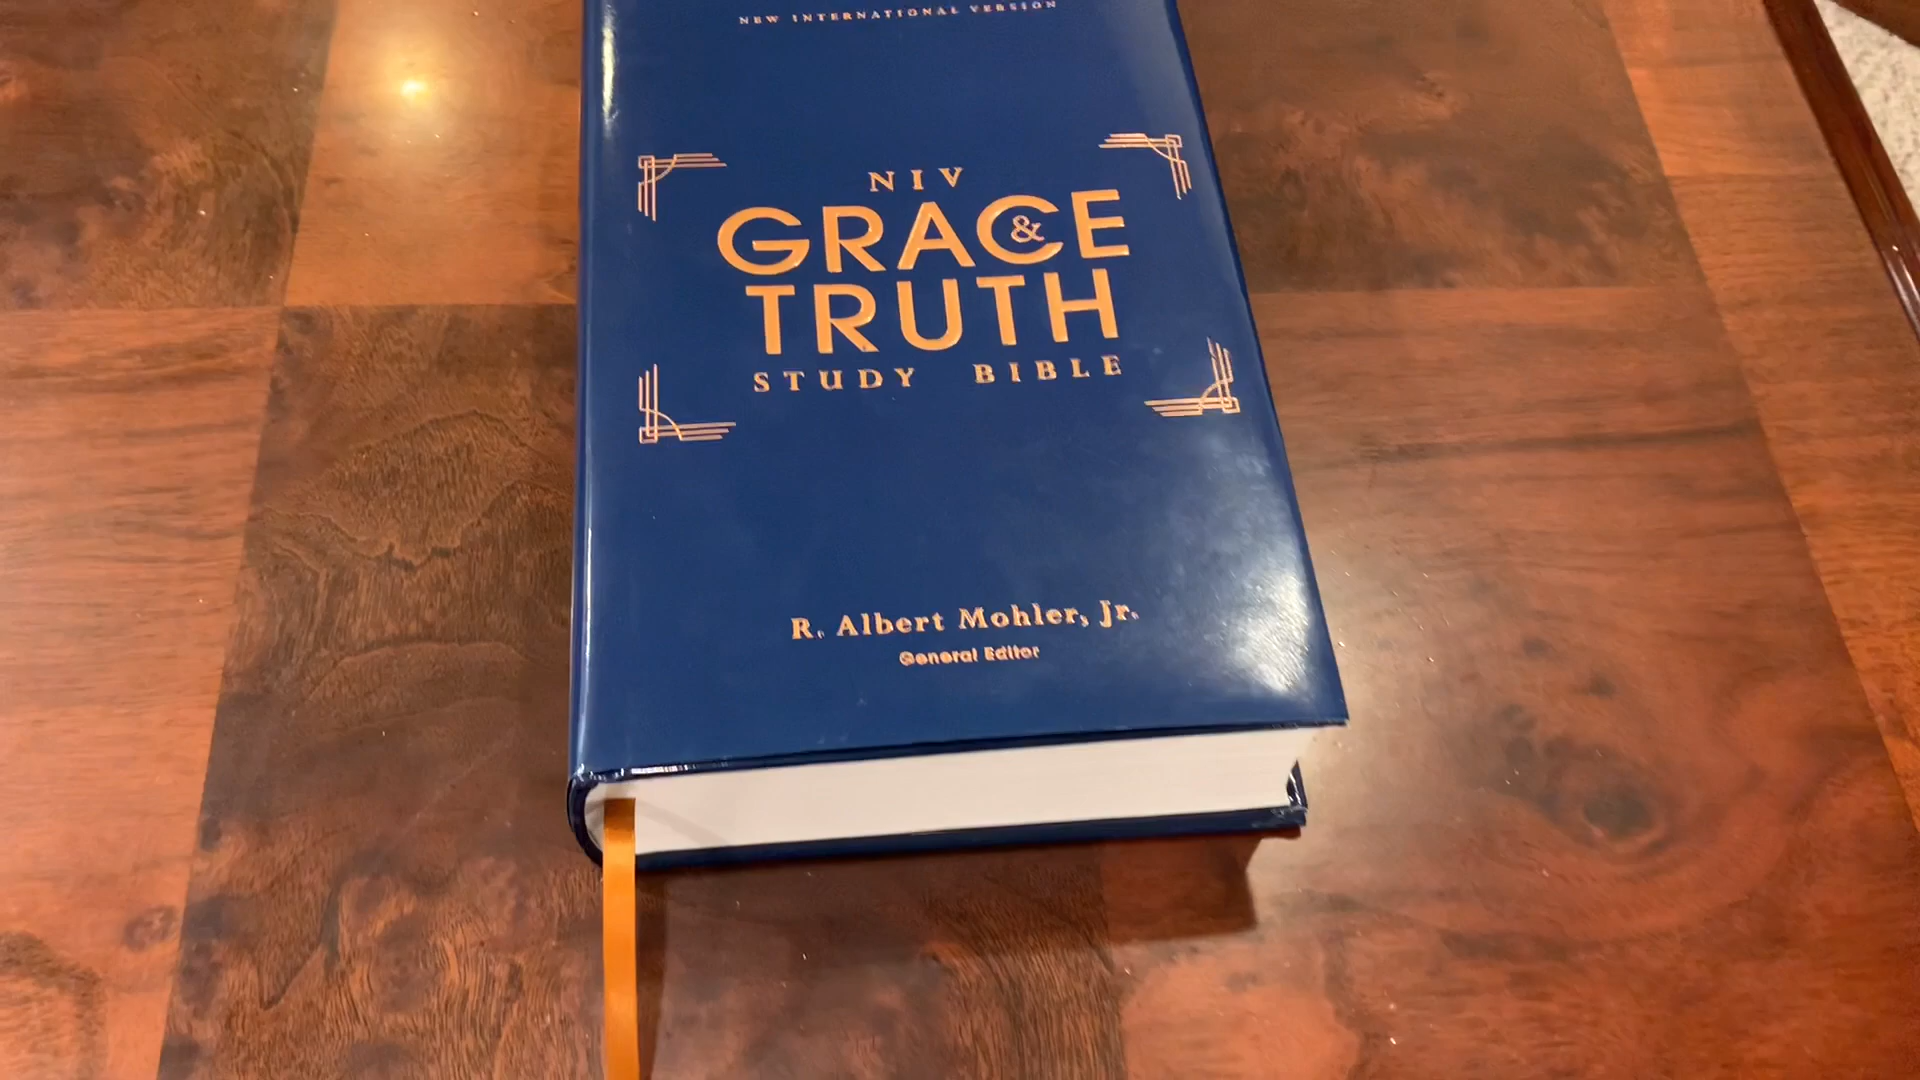 NEW INTERNATIONAL VERSION
NIV
GRACE &
TRUTH
STUDY BIBLE
R. Albert Mohler, Jr.
General Editor